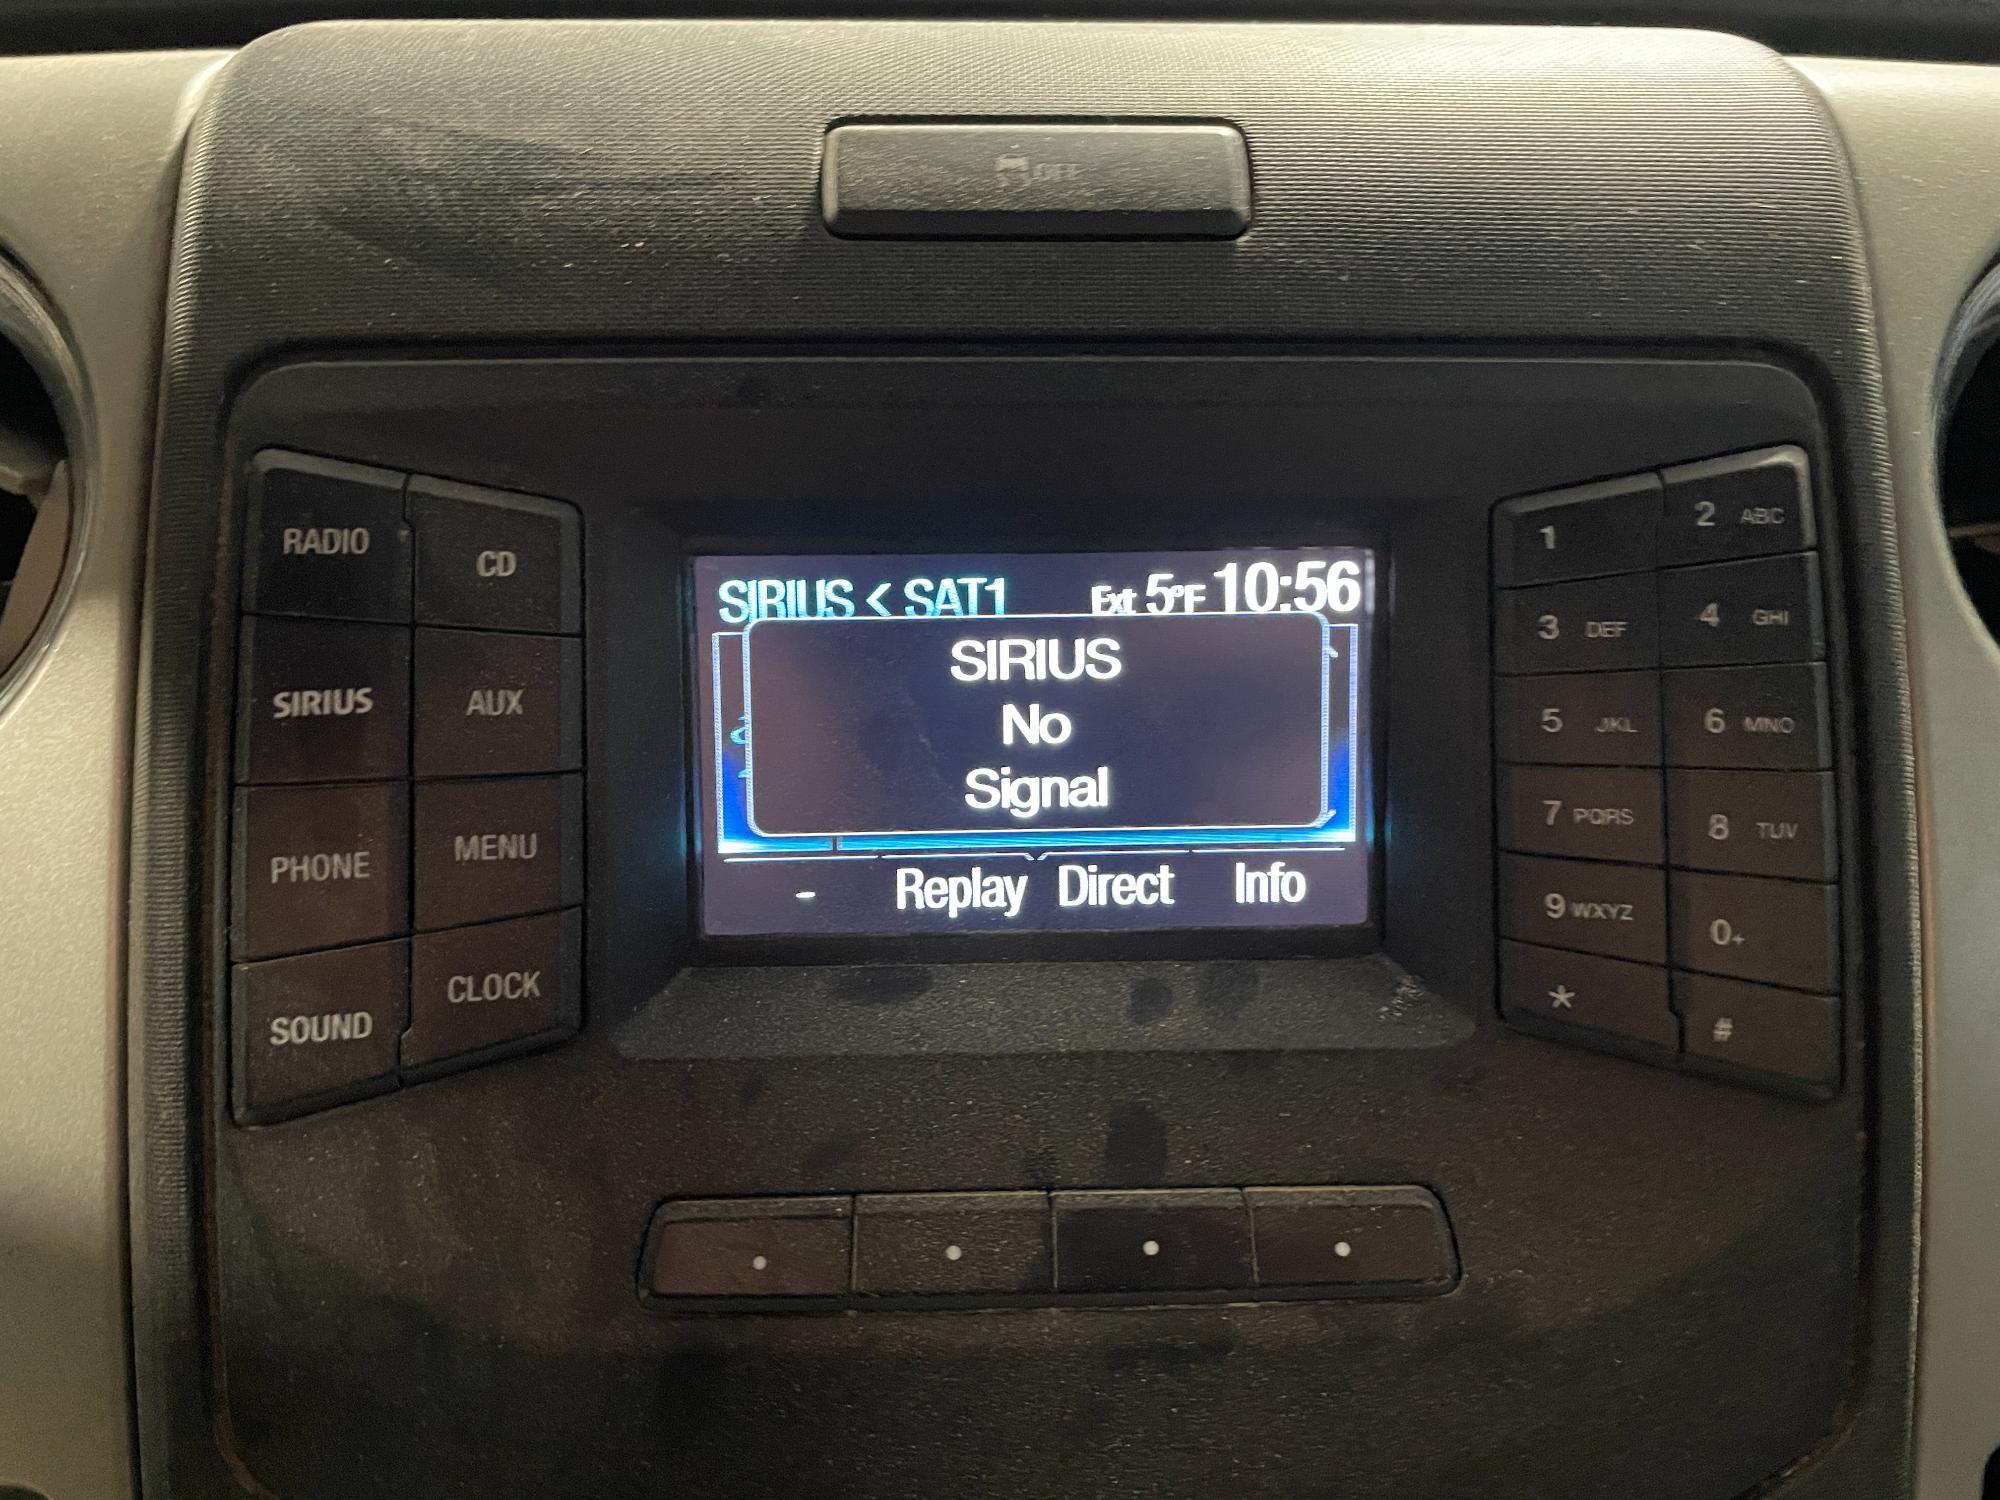 OFF
RADIO
CD
SIRIUS
AUX
PHONE
MENU
SOUND
CLOCK
SIRIUS < SAT1 Ext 5°F 10:56
SIRIUS
No
Signal
- Replay Direct Info
1
2 ABC
3 DEF
4 GHI
5 JKL
6 MNO
7 PQRS
8 TUV
9 WXYZ
0+
*
#